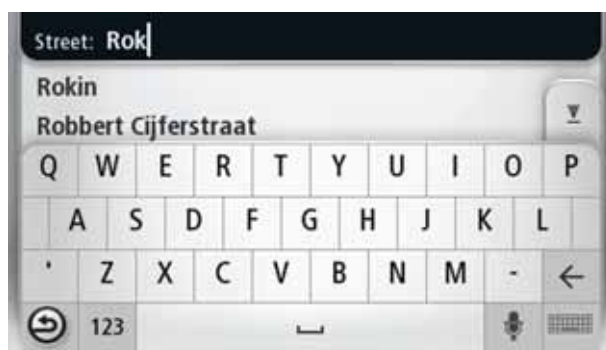 Street: Rok
Rokin
Robbert Cijferstraat
Q W E R T Y U I O P
A S D F G H J K L
' Z X C V B N M -
123